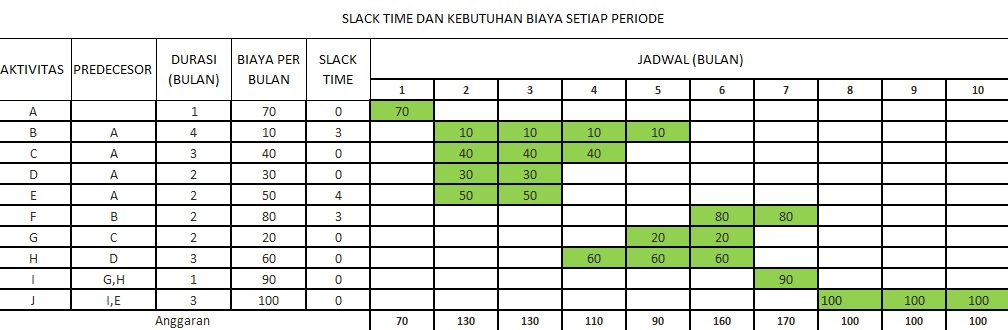 SLACK TIME DAN KEBUTUHAN BIAYA SETIAP PERIODE
AKTIVITAS PREDECESOR DURASI (BULAN) BIAYA PER BULAN SLACK TIME JADWAL (BULAN)
1 2 3 4 5 6 7 8 9 10
A 1 70 0 70
B A 4 10 3 10 10 10 10
C A 3 40 0 40 40 40
D A 2 30 0 30 30
E A 2 50 4 50 50
F B 2 80 3 80 80
G C 2 20 0 20 20
H D 3 60 0 60 60 60
I G,H 1 90 0 90
J I,E 3 100 0 100 100 100
Anggaran 70 130 130 110 90 160 170 100 100 100